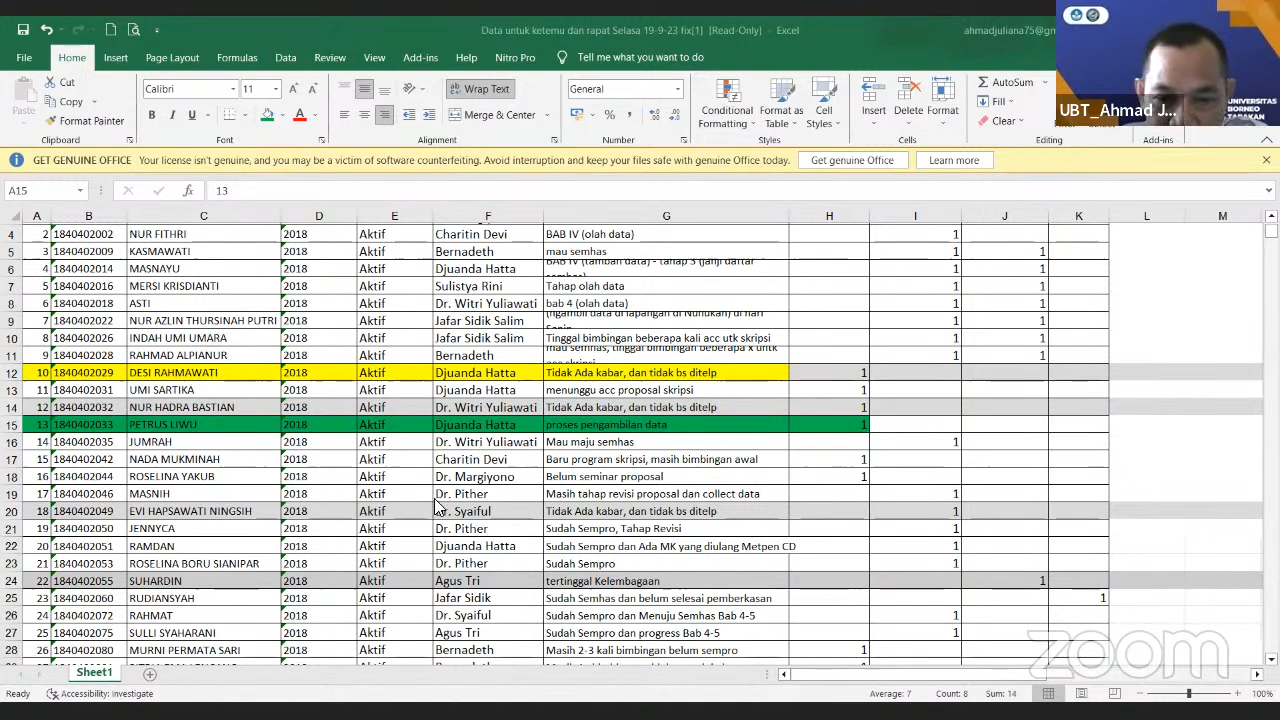 Data untuk ketemu dan rapat Selasa 19-9-23 fix[1] [Read-Only] - Excel
ahmadjuliana75@gm
File Home Insert Page Layout Formulas Data Review View Add-ins Help Nitro Pro Tell me what you want to do
Paste Cut Copy Format Painter Clipboard
Calibri 11 B I U Font
Wrap Text Merge & Center Alignment
General % Number
Conditional Formatting Format as Table Cell Styles Styles
Insert Delete Format Cells
AutoSum Fill Clear Editing
Add-ins
UBT_Ahmad J...
UNIVERSITAS
BORNEO
TARAKAN
GET GENUINE OFFICE Your license isn't genuine, and you may be a victim of software counterfeiting. Avoid interruption and keep your files safe with genuine Office today. Get genuine Office Learn more
A15 fx 13
A B C D E F G H I J K L M
4 2 1840402002 NUR FITHRI 2018 Aktif Charitin Devi BAB IV (olah data) 1
5 3 1840402009 KASMAWATI 2018 Aktif Bernadeth mau semhas 1 1
6 4 1840402014 MASNAYU 2018 Aktif Djuanda Hatta BAB IV (tambah data) - tahap 3 (janji daftar 1 1
7 5 1840402016 MERSI KRISDIANTI 2018 Aktif Sulistya Rini Tahap olah data 1 1
8 6 1840402018 ASTI 2018 Aktif Dr. Witri Yuliawati bab 4 (olah data) 1 1
9 7 1840402022 NUR AZLIN THURSINAH PUTRI 2018 Aktif Jafar Sidik Salim (ngambil data di lapangan di Nunukan) di hari 1 1
10 8 1840402026 INDAH UMI UMARA 2018 Aktif Jafar Sidik Salim Tinggal bimbingan beberapa kali acc utk skripsi 1 1
11 9 1840402028 RAHMAD ALPIANUR 2018 Aktif Bernadeth mau semhas, tinggal bimbingan beberapa x untk 1 1
12 10 1840402029 DESI RAHMAWATI 2018 Aktif Djuanda Hatta Tidak Ada kabar, dan tidak bs ditelp 1
13 11 1840402031 UMI SARTIKA 2018 Aktif Djuanda Hatta menunggu acc proposal skripsi 1
14 12 1840402032 NUR HADRA BASTIAN 2018 Aktif Dr. Witri Yuliawati Tidak Ada kabar, dan tidak bs ditelp 1
15 13 1840402033 PETRUS LIWU 2018 Aktif Djuanda Hatta proses pengambilan data 1
16 14 1840402035 JUMRAH 2018 Aktif Dr. Witri Yuliawati Mau maju semhas 1
17 15 1840402042 NADA MUKMINAH 2018 Aktif Charitin Devi Baru program skripsi, masih bimbingan awal 1
18 16 1840402044 ROSELINA YAKUB 2018 Aktif Dr. Margiyono Belum seminar proposal 1
19 17 1840402046 MASNIH 2018 Aktif Dr. Pither Masih tahap revisi proposal dan collect data 1
20 18 1840402049 EVI HAPSAWATI NINGSIH 2018 Aktif Dr. Syaiful Tidak Ada kabar, dan tidak bs ditelp 1
21 19 1840402050 JENNYCA 2018 Aktif Dr. Pither Sudah Sempro, Tahap Revisi 1
22 20 1840402051 RAMDAN 2018 Aktif Djuanda Hatta Sudah Sempro dan Ada MK yang diulang Metpen CD 1
23 21 1840402053 ROSELINA BORU SIANIPAR 2018 Aktif Dr. Pither Sudah Sempro 1
24 22 1840402055 SUHARDIN 2018 Aktif Agus Tri tertinggal Kelembagaan 1
25 23 1840402060 RUDIANSYAH 2018 Aktif Jafar Sidik Sudah Semhas dan belum selesai pemberkasan 1
26 24 1840402072 RAHMAT 2018 Aktif Dr. Syaiful Sudah Sempro dan Menuju Semhas Bab 4-5 1
27 25 1840402075 SULLI SYAHARANI 2018 Aktif Agus Tri Sudah Sempro dan progress Bab 4-5 1
28 26 1840402080 MURNI PERMATA SARI 2018 Aktif Bernadeth Masih 2-3 kali bimbingan belum sempro 1
zoom
Sheet1
Ready Accessibility: Investigate Average: 7 Count: 8 Sum: 14 100%